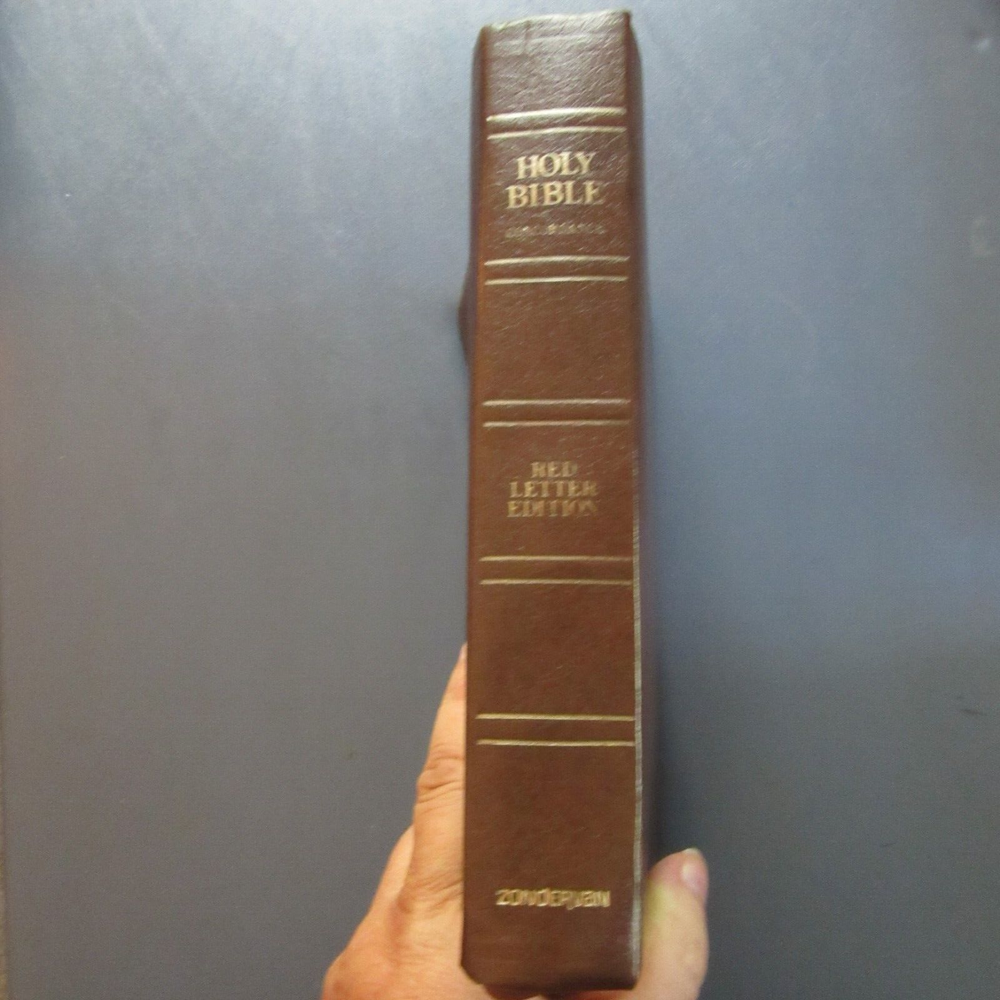 HOLY
BIBLE
RED
LETTER
EDITION
ZONDERVAN